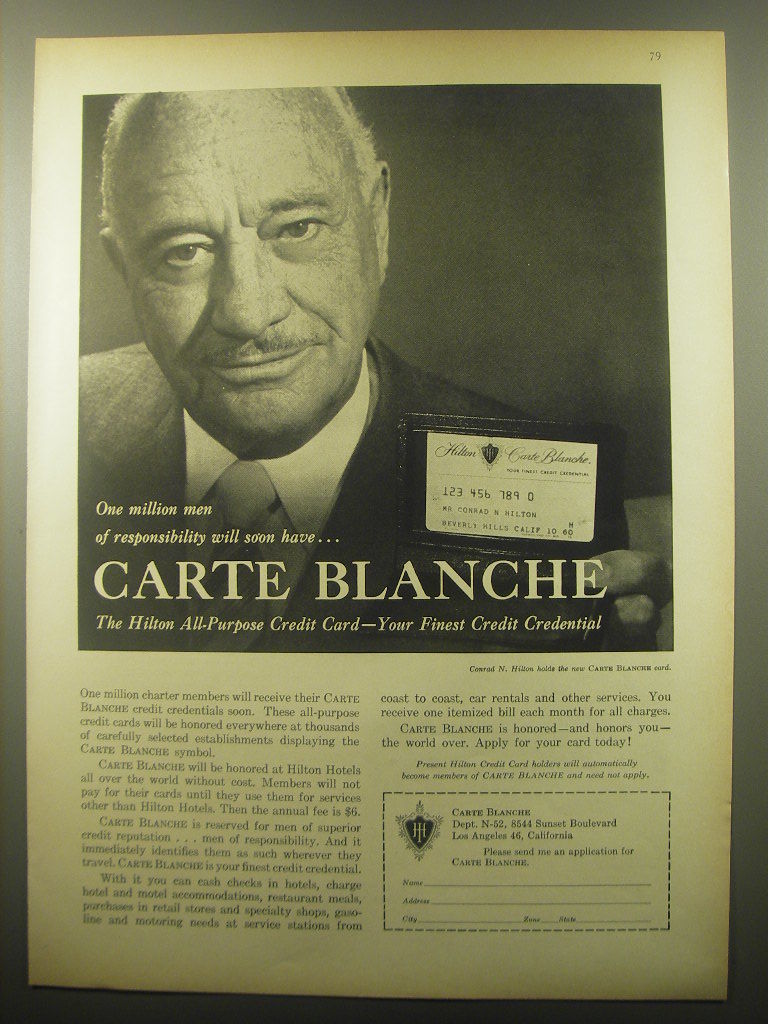 79
Hilton Carte Blanche.
YOUR FINEST CREDIT CREDENTIAL
123 456 789 0
MR CONRAD N HILTON
H
BEVERLY HILLS CALIF 10 60
One million men
of responsibility will soon have...
CARTE BLANCHE
The Hilton All-Purpose Credit Card—Your Finest Credit Credential
Conrad N. Hilton holds the new CARTE BLANCHE card.
One million charter members will receive their CARTE
BLANCHE credit credentials soon. These all-purpose
credit cards will be honored everywhere at thousands
of carefully selected establishments displaying the
CARTE BLANCHE symbol.
CARTE BLANCHE will be honored at Hilton Hotels
all over the world without cost. Members will not
pay for their cards until they use them for services
other than Hilton Hotels. Then the annual fee is $6.
CARTE BLANCHE is reserved for men of superior
credit reputation . . . men of responsibility. And it
immediately identifies them as such wherever they
travel. CARTE BLANCHE is your finest credit credential.
With it you can cash checks in hotels, charge
hotel and motel accommodations, restaurant meals,
purchases in retail stores and specialty shops, gaso-
line and motoring needs at service stations from
coast to coast, car rentals and other services. You
receive one itemized bill each month for all charges.
CARTE BLANCHE is honored—and honors you—
the world over. Apply for your card today!
Present Hilton Credit Card holders will automatically
become members of CARTE BLANCHE and need not apply.
CARTE BLANCHE
Dept. N-52, 8544 Sunset Boulevard
Los Angeles 46, California
Please send me an application for
CARTE BLANCHE.
Name
Address
City Zone State